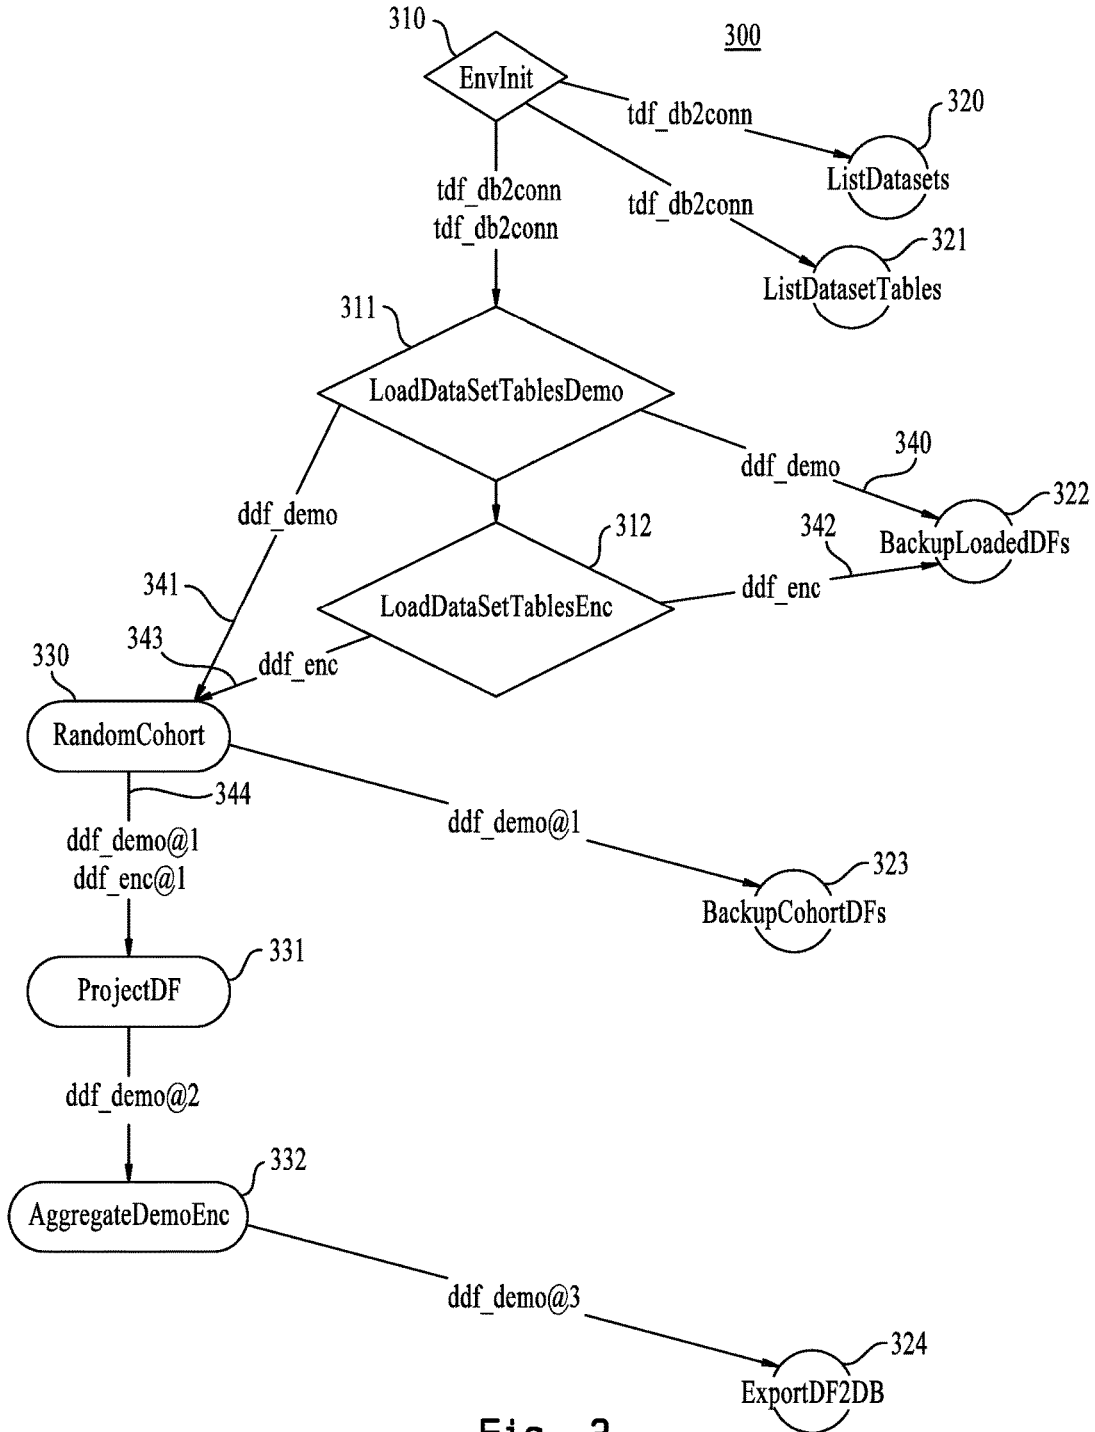 310
300
EnvInit
tdf_db2conn
320
ListDatasets
tdf_db2conn
tdf_db2conn
tdf_db2conn
321
ListDatasetTables
311
LoadDataSetTablesDemo
ddf_demo
340
322
BackupLoadedDFs
ddf_demo
312
342
ddf_enc
LoadDataSetTablesEnc
341
343
ddf_enc
330
RandomCohort
344
ddf_demo@1
ddf_demo@1
ddf_enc@1
323
BackupCohortDFs
331
ProjectDF
ddf_demo@2
332
AggregateDemoEnc
ddf_demo@3
324
ExportDF2DB